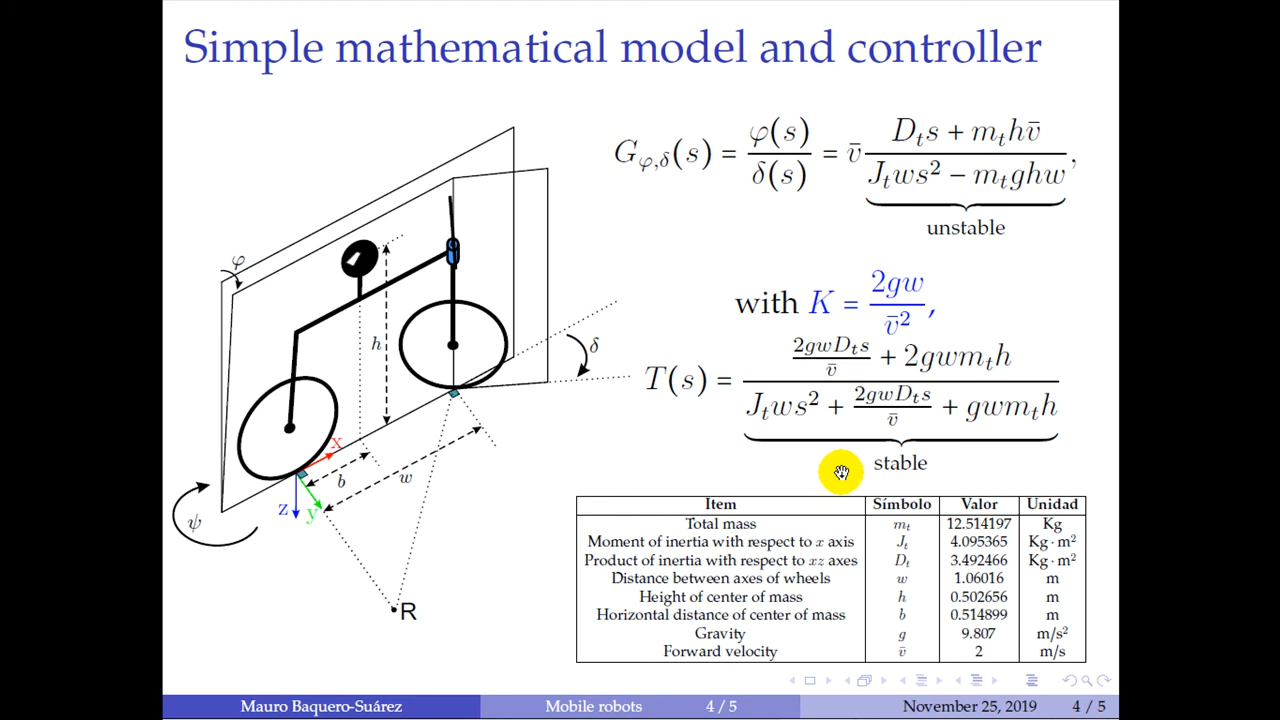 Simple mathematical model and controller
G_{φ,δ}(s) = φ(s)/δ(s) = v̄ (D_t s + m_t h v̄)/(J_t w s² − m_t g h w),
unstable
with K = 2gw/v̄²,
T(s) = (2gwD_t s/v̄ + 2gwm_t h)/(J_t w s² + 2gwD_t s/v̄ + gwm_t h)
stable
φ
h
δ
x
b
w
z
y
ψ
R
Item Símbolo Valor Unidad
Total mass m_t 12.514197 Kg
Moment of inertia with respect to x axis J_t 4.095365 Kg·m²
Product of inertia with respect to xz axes D_t 3.492466 Kg·m²
Distance between axes of wheels w 1.06016 m
Height of center of mass h 0.502656 m
Horizontal distance of center of mass b 0.514899 m
Gravity g 9.807 m/s²
Forward velocity v̄ 2 m/s
Mauro Baquero-Suárez Mobile robots 4 / 5 November 25, 2019 4 / 5